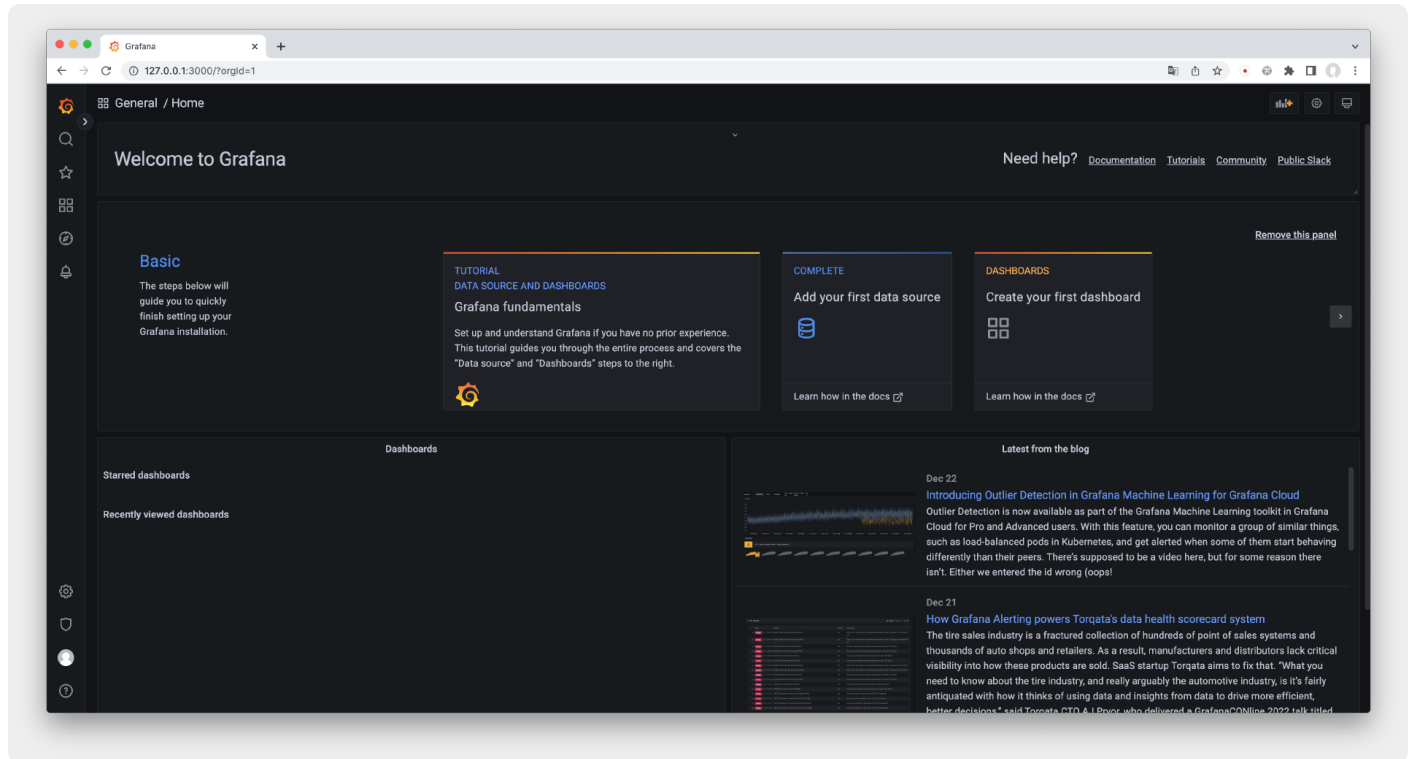 Grafana
127.0.0.1:3000/?orgId=1
General / Home
Welcome to Grafana
Need help? Documentation Tutorials Community Public Slack
Remove this panel
Basic
The steps below will
guide you to quickly
finish setting up your
Grafana installation.
TUTORIAL
DATA SOURCE AND DASHBOARDS
Grafana fundamentals
Set up and understand Grafana if you have no prior experience.
This tutorial guides you through the entire process and covers the
"Data source" and "Dashboards" steps to the right.
COMPLETE
Add your first data source
Learn how in the docs
DASHBOARDS
Create your first dashboard
Learn how in the docs
Dashboards
Starred dashboards
Recently viewed dashboards
Latest from the blog
Dec 22
Introducing Outlier Detection in Grafana Machine Learning for Grafana Cloud
Outlier Detection is now available as part of the Grafana Machine Learning toolkit in Grafana
Cloud for Pro and Advanced users. With this feature, you can monitor a group of similar things,
such as load-balanced pods in Kubernetes, and get alerted when some of them start behaving
differently than their peers. There's supposed to be a video here, but for some reason there
isn't. Either we entered the id wrong (oops!
Dec 21
How Grafana Alerting powers Torqata's data health scorecard system
The tire sales industry is a fractured collection of hundreds of point of sales systems and
thousands of auto shops and retailers. As a result, manufacturers and distributors lack critical
visibility into how these products are sold. SaaS startup Torqata aims to fix that. "What you
need to know about the tire industry, and really arguably the automotive industry, is it's fairly
antiquated with how it thinks of using data and insights from data to drive more efficient,
better decisions," said Torqata CTO A.J Pryor, who delivered a GrafanaCONline 2022 talk titled